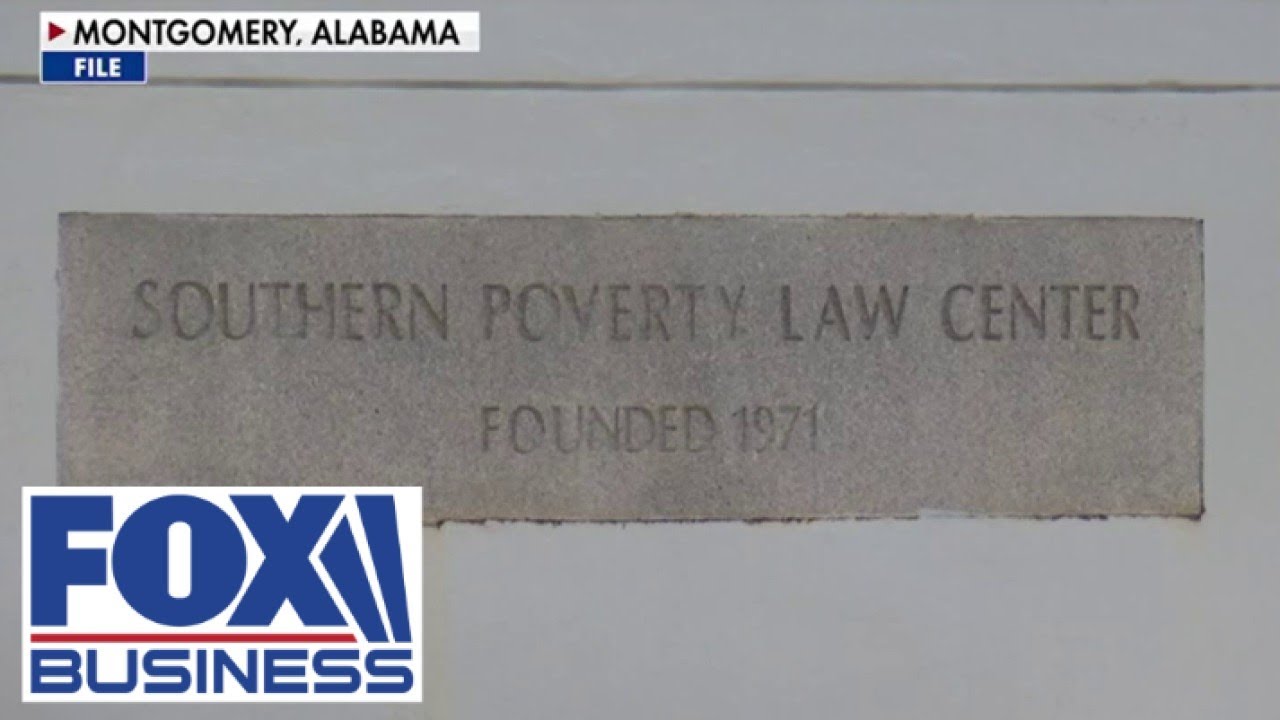 MONTGOMERY, ALABAMA
FILE
SOUTHERN POVERTY LAW CENTER
FOUNDED 1971
FOX
BUSINESS